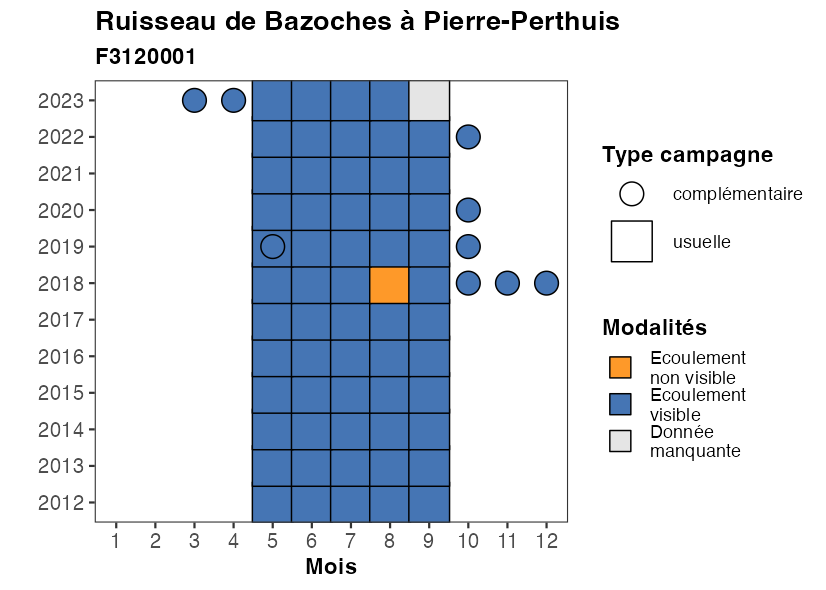 Ruisseau de Bazoches à Pierre-Perthuis
F3120001
2023
2022
2021
2020
2019
2018
2017
2016
2015
2014
2013
2012
1 2 3 4 5 6 7 8 9 10 11 12
Mois
Type campagne
complémentaire
usuelle
Modalités
Ecoulement
non visible
Ecoulement
visible
Donnée
manquante